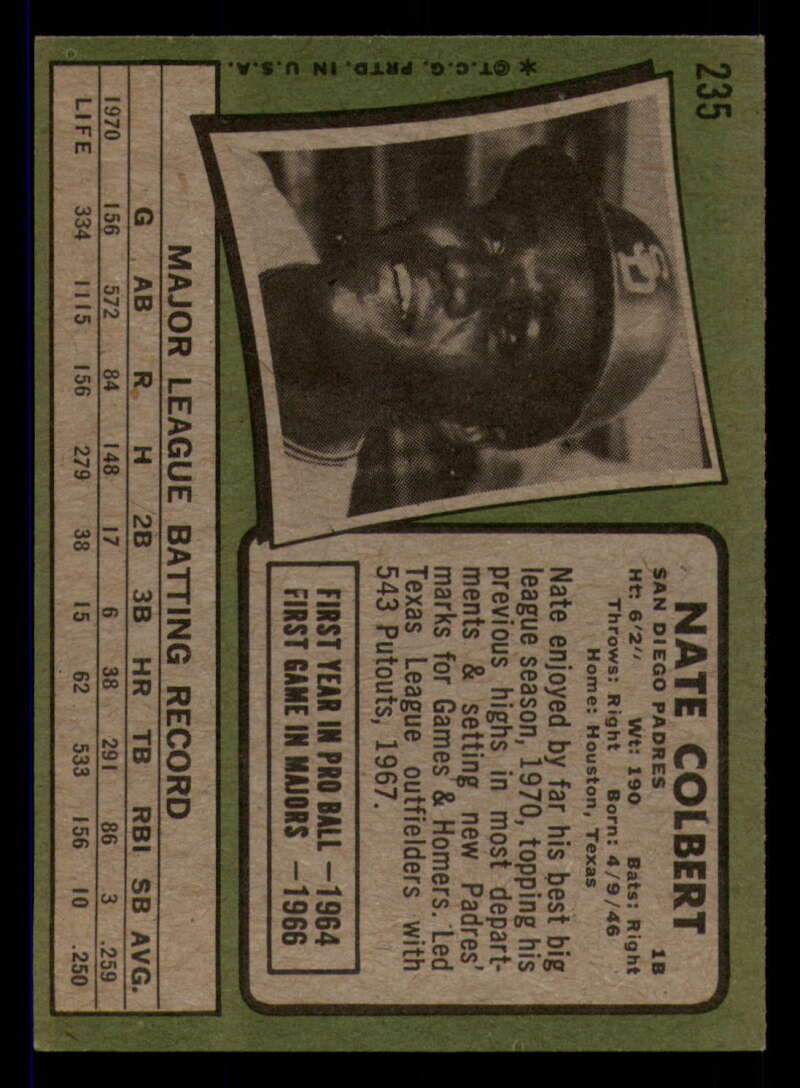 235
NATE COLBERT
1B
SAN DIEGO PADRES
Ht: 6'2" Wt: 190 Bats: Right
Throws: Right Born: 4/9/46
Home: Houston, Texas
Nate enjoyed by far his best big
league season, 1970, topping his
previous highs in most depart-
ments & setting new Padres'
marks for Games & Homers. Led
Texas League outfielders with
543 Putouts, 1967.
FIRST YEAR IN PRO BALL —1964
FIRST GAME IN MAJORS —1966
SD
MAJOR LEAGUE BATTING RECORD
G AB R H 2B 3B HR TB RBI SB AVG.
1970 156 572 84 148 17 6 38 291 86 3 .259
LIFE 334 1115 156 279 38 15 62 533 156 10 .250
* ©T.C.G. PRTD. IN U.S.A.